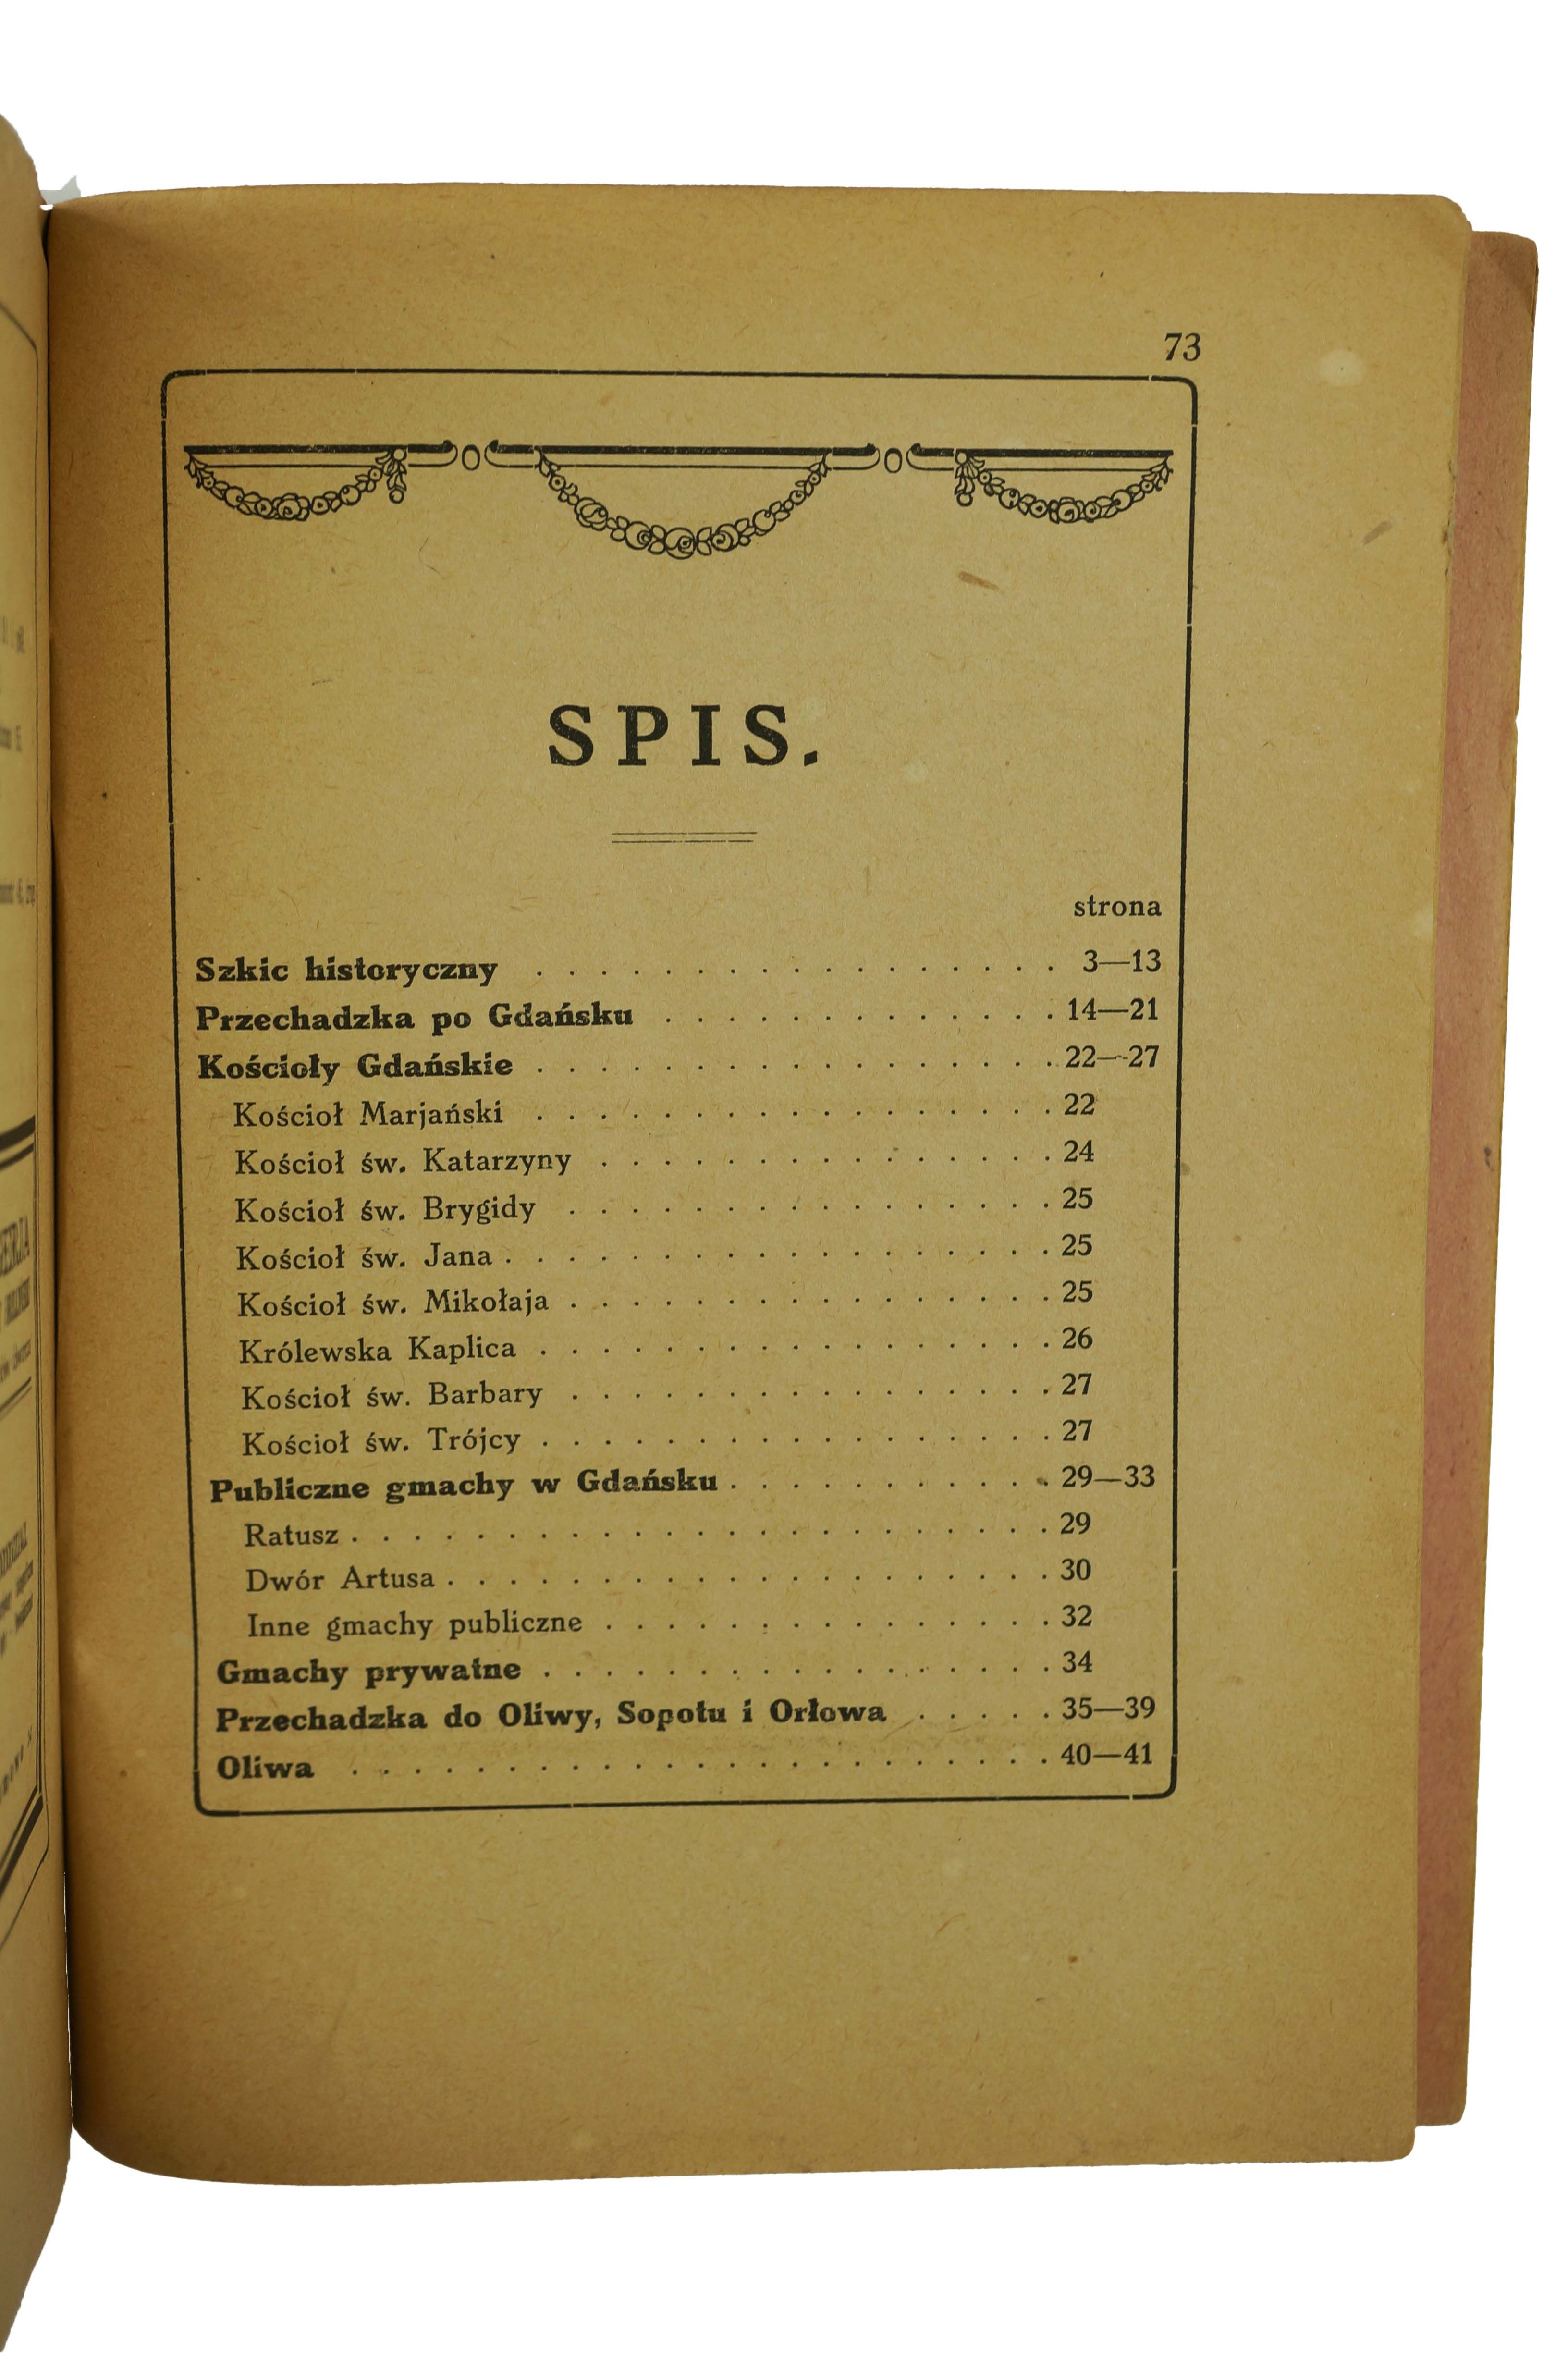 73
SPIS.
strona
Szkic historyczny . . . . . . . . . . . . . . . . . 3—13
Przechadzka po Gdańsku . . . . . . . . . . . . . 14—21
Kościoły Gdańskie . . . . . . . . . . . . . . . . . 22—27
Kościoł Marjański . . . . . . . . . . . . . . . . . 22
Kościoł św. Katarzyny . . . . . . . . . . . . . . . 24
Kościoł św. Brygidy . . . . . . . . . . . . . . . . 25
Kościoł św. Jana . . . . . . . . . . . . . . . . . . 25
Kościoł św. Mikołaja . . . . . . . . . . . . . . . . 25
Królewska Kaplica . . . . . . . . . . . . . . . . . 26
Kościoł św. Barbary . . . . . . . . . . . . . . . . 27
Kościoł św. Trójcy . . . . . . . . . . . . . . . . . 27
Publiczne gmachy w Gdańsku . . . . . . . . . . . 29—33
Ratusz . . . . . . . . . . . . . . . . . . . . . . . 29
Dwór Artusa . . . . . . . . . . . . . . . . . . . . 30
Inne gmachy publiczne . . . . . . . . . . . . . . . 32
Gmachy prywatne . . . . . . . . . . . . . . . . . 34
Przechadzka do Oliwy, Sopotu i Orłowa . . . . . 35—39
Oliwa . . . . . . . . . . . . . . . . . . . . . . . 40—41